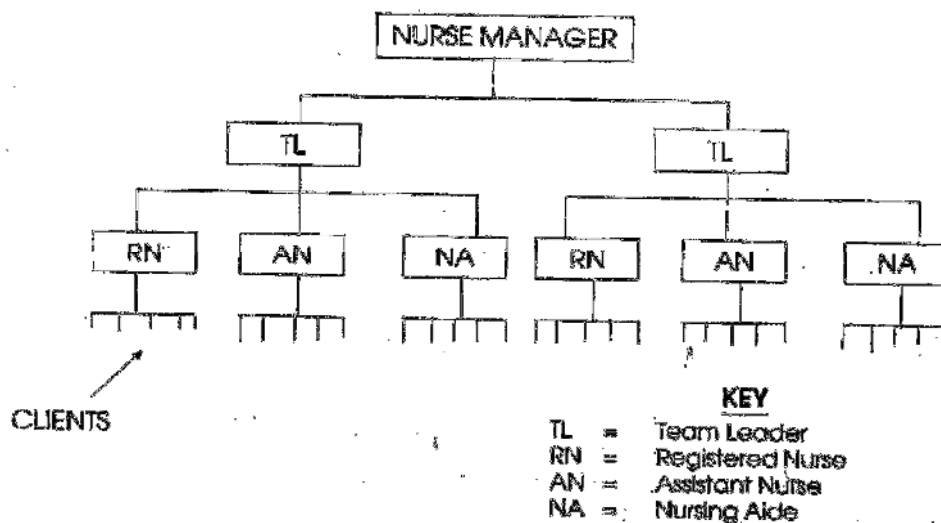 NURSE MANAGER
TL TL
RN AN NA RN AN NA
CLIENTS
KEY
TL = Team Leader
RN = Registered Nurse
AN = Assistant Nurse
NA = Nursing Aide